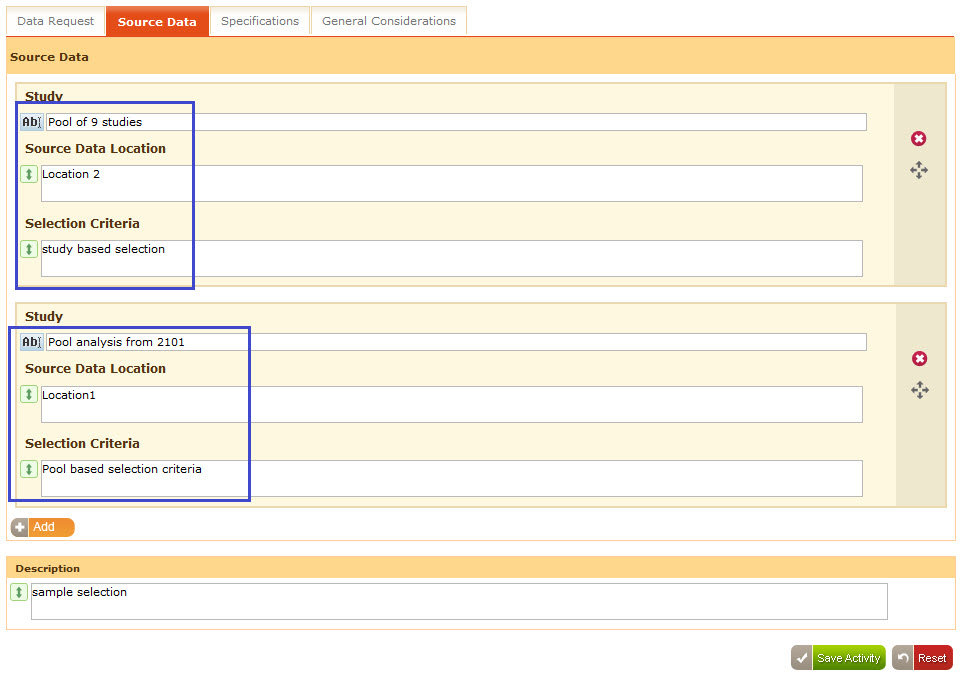 Data Request Source Data Specifications General Considerations
Source Data
Study
Ab Pool of 9 studies
Source Data Location
Location 2
Selection Criteria
study based selection
Study
Ab Pool analysis from 2101
Source Data Location
Location1
Selection Criteria
Pool based selection criteria
Add
Description
sample selection
Save Activity Reset